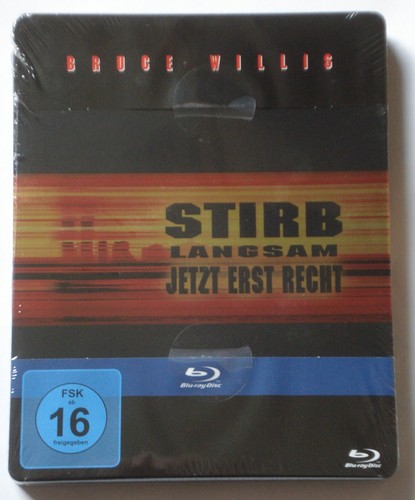 BRUCE WILLIS
STIRB
LANGSAM
JETZT ERST RECHT
Blu-ray Disc
FSK
ab
16
freigegeben
Blu-ray Disc